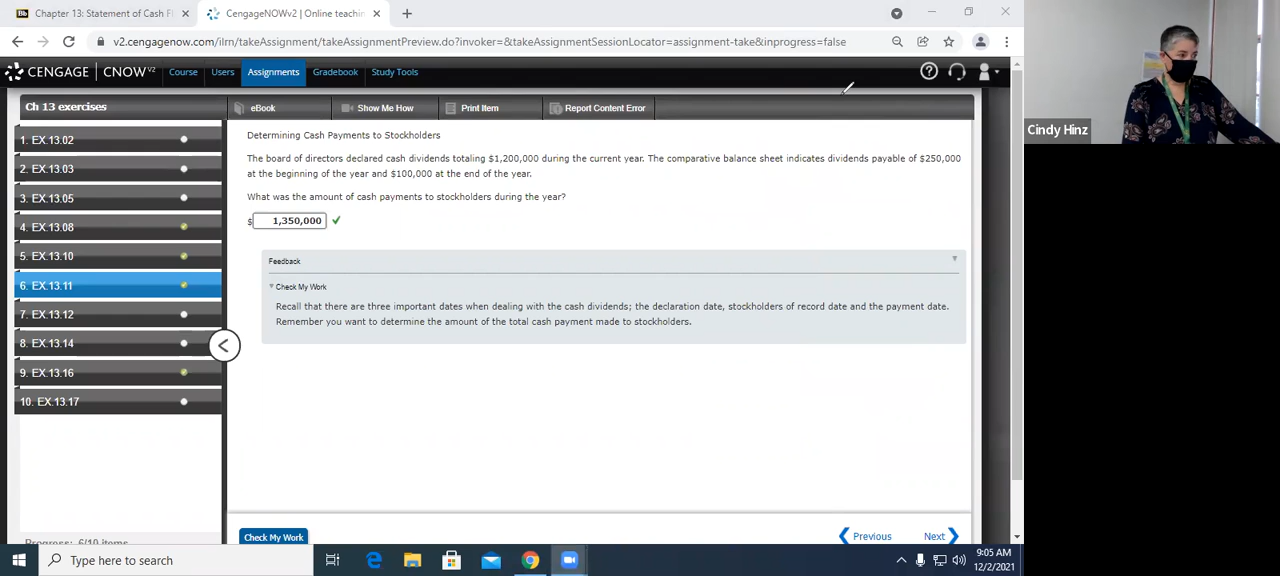 Bb Chapter 13: Statement of Cash Fl
CengageNOWv2 | Online teachin
v2.cengagenow.com/ilrn/takeAssignment/takeAssignmentPreview.do?invoker=&takeAssignmentSessionLocator=assignment-take&inprogress=false
CENGAGE | CNOWV2 Course Users Assignments Gradebook Study Tools
Ch 13 exercises
eBook Show Me How Print Item Report Content Error
1. EX.13.02
2. EX.13.03
3. EX.13.05
4. EX.13.08
5. EX.13.10
6. EX.13.11
7. EX.13.12
8. EX.13.14
9. EX.13.16
10. EX.13.17
Progress: 6/10 items
Determining Cash Payments to Stockholders
The board of directors declared cash dividends totaling $1,200,000 during the current year. The comparative balance sheet indicates dividends payable of $250,000
at the beginning of the year and $100,000 at the end of the year.
What was the amount of cash payments to stockholders during the year?
$ 1,350,000
Feedback
Check My Work
Recall that there are three important dates when dealing with the cash dividends; the declaration date, stockholders of record date and the payment date.
Remember you want to determine the amount of the total cash payment made to stockholders.
Check My Work
Previous Next
Cindy Hinz
Type here to search
9:05 AM
12/2/2021